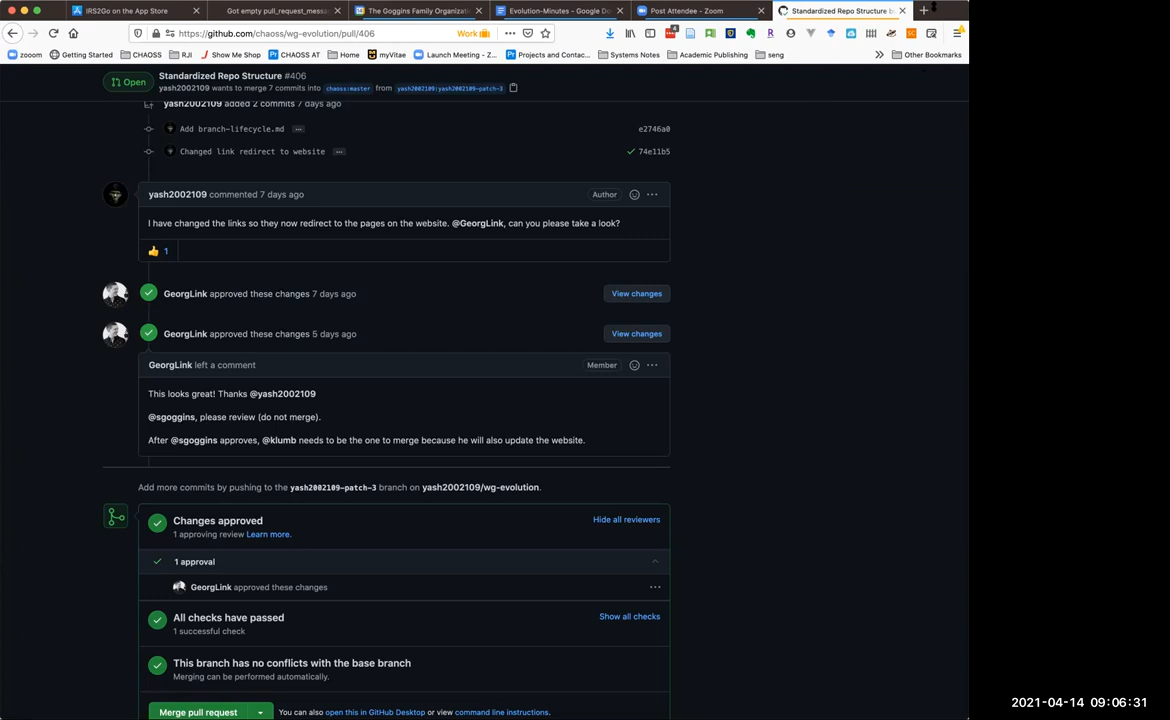 IRS2Go on the App Store
Got empty pull_request_messa
The Goggins Family Organizati
Evolution-Minutes - Google Do
Post Attendee - Zoom
Standardized Repo Structure b
https://github.com/chaoss/wg-evolution/pull/406
Work
4
zooom
Getting Started
CHAOSS
RJI
Show Me Shop
CHAOSS AT
Home
myVitae
Launch Meeting - Z...
Projects and Contac...
Systems Notes
Academic Publishing
seng
Other Bookmarks
Open
Standardized Repo Structure #406
yash2002109 wants to merge 7 commits into chaoss:master from yash2002109:yash2002109-patch-3
yash2002109 added 2 commits 7 days ago
Add branch-lifecycle.md ...
e2746a0
Changed link redirect to website ...
74e11b5
yash2002109 commented 7 days ago
Author
I have changed the links so they now redirect to the pages on the website. @GeorgLink, can you please take a look?
👍 1
GeorgLink approved these changes 7 days ago
View changes
GeorgLink approved these changes 5 days ago
View changes
GeorgLink left a comment
Member
This looks great! Thanks @yash2002109
@sgoggins, please review (do not merge).
After @sgoggins approves, @klumb needs to be the one to merge because he will also update the website.
Add more commits by pushing to the yash2002109-patch-3 branch on yash2002109/wg-evolution.
Changes approved
Hide all reviewers
1 approving review Learn more.
1 approval
GeorgLink approved these changes
All checks have passed
Show all checks
1 successful check
This branch has no conflicts with the base branch
Merging can be performed automatically.
Merge pull request
You can also open this in GitHub Desktop or view command line instructions.
2021-04-14 09:06:31